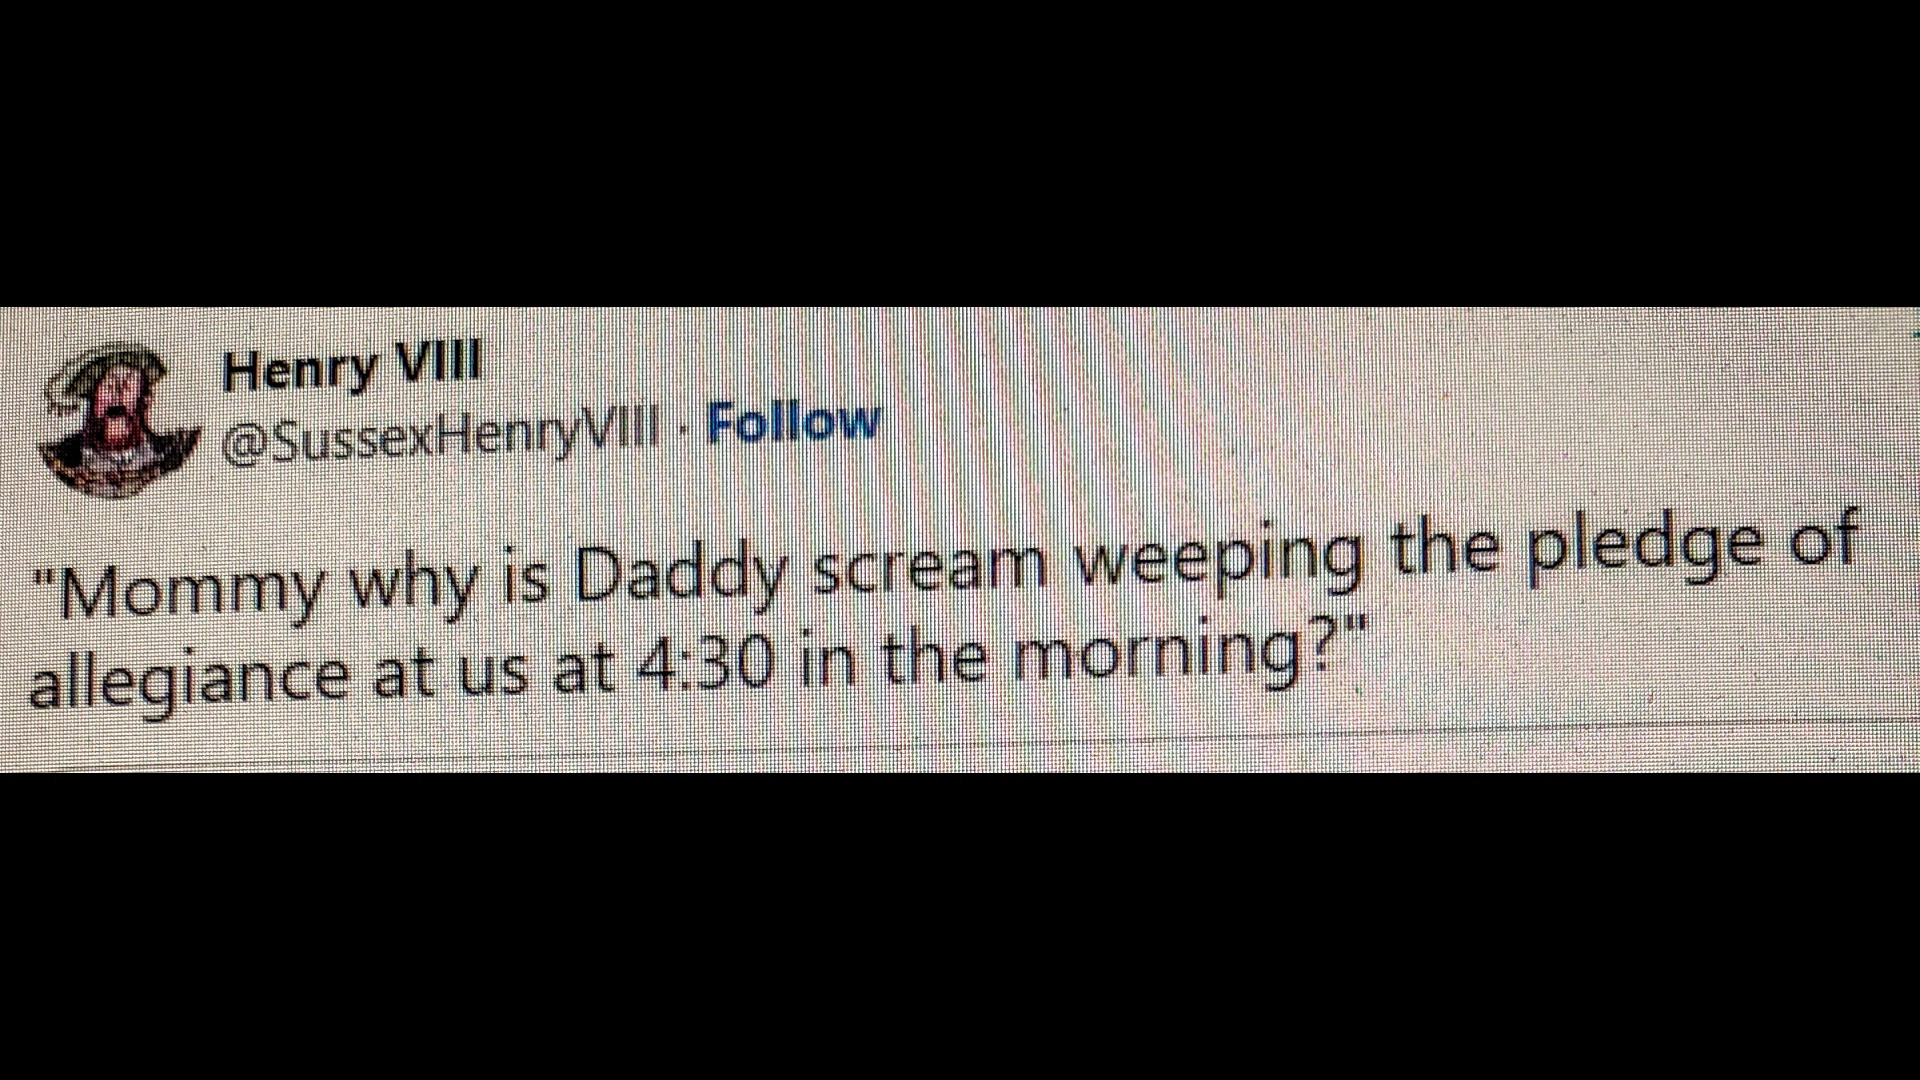 Henry VIII
@SussexHenryVIII · Follow
"Mommy why is Daddy scream weeping the pledge of
allegiance at us at 4:30 in the morning?"